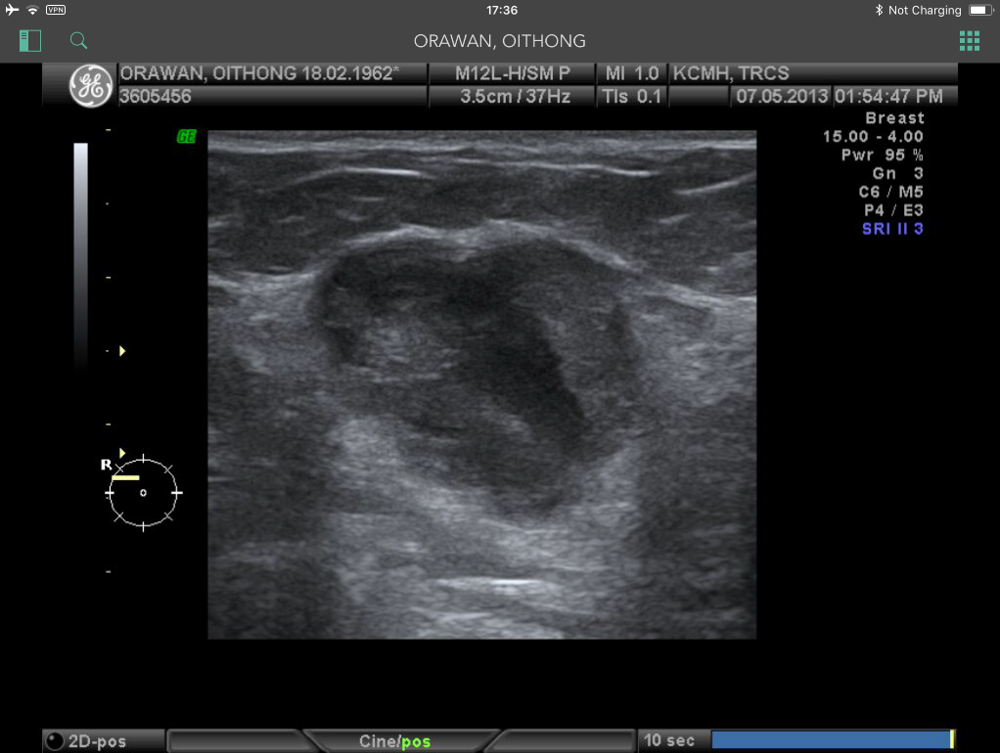 VPN 17:36 Not Charging
ORAWAN, OITHONG
ORAWAN, OITHONG 18.02.1962* M12L-H/SM P MI 1.0 KCMH, TRCS
3605456 3.5cm / 37Hz TIs 0.1 07.05.2013 01:54:47 PM
GE
Breast
15.00 - 4.00
Pwr 95 %
Gn 3
C6 / M5
P4 / E3
SRI II 3
R
2D-pos Cine/pos 10 sec